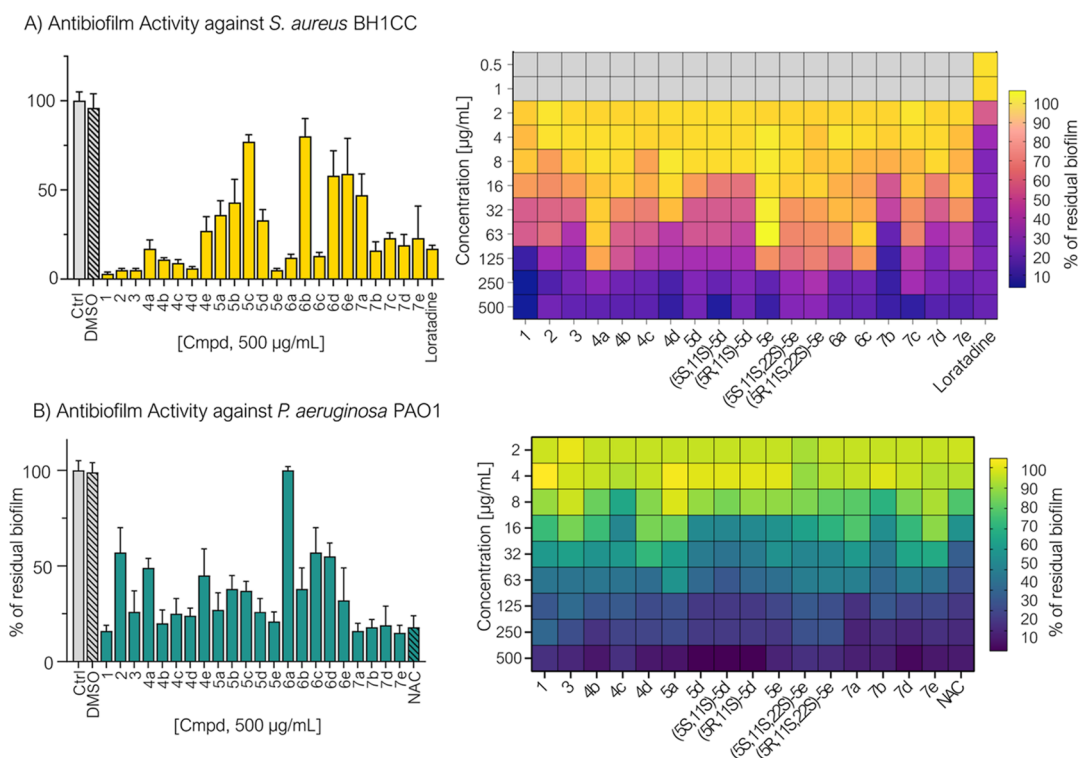 A) Antibiofilm Activity against S. aureus BH1CC
100
50
0
Ctrl
DMSO
1
2
3
4a
4b
4c
4d
4e
5a
5b
5c
5d
5e
6a
6b
6c
6d
6e
7a
7b
7c
7d
7e
Loratadine
[Cmpd, 500 µg/mL]
Concentration [µg/mL]
0.5
1
2
4
8
16
32
63
125
250
500
1
2
3
4a
4b
4c
4d
5d
(5S,11S)-5d
(5R,11S)-5d
5e
(5S11S,22S)-5e
(5R,11S,22S)-5e
6a
6c
7b
7c
7d
7e
Loratadine
100
90
80
70
60
50
40
30
20
10
% of residual biofilm
B) Antibiofilm Activity against P. aeruginosa PAO1
% of residual biofilm
100
50
0
Ctrl
DMSO
1
2
3
4a
4b
4c
4d
4e
5a
5b
5c
5d
5e
6a
6b
6c
6d
6e
7a
7b
7d
7e
NAC
[Cmpd, 500 µg/mL]
Concentration [µg/mL]
2
4
8
16
32
63
125
250
500
1
3
4b
4c
4d
5a
5d
(5S,11S)-5d
(5R,11S)-5d
5e
(5S,11S,22S)-5e
(5R,11S,22S)-5e
7a
7b
7d
7e
NAC
100
90
80
70
60
50
40
30
20
10
% of residual biofilm